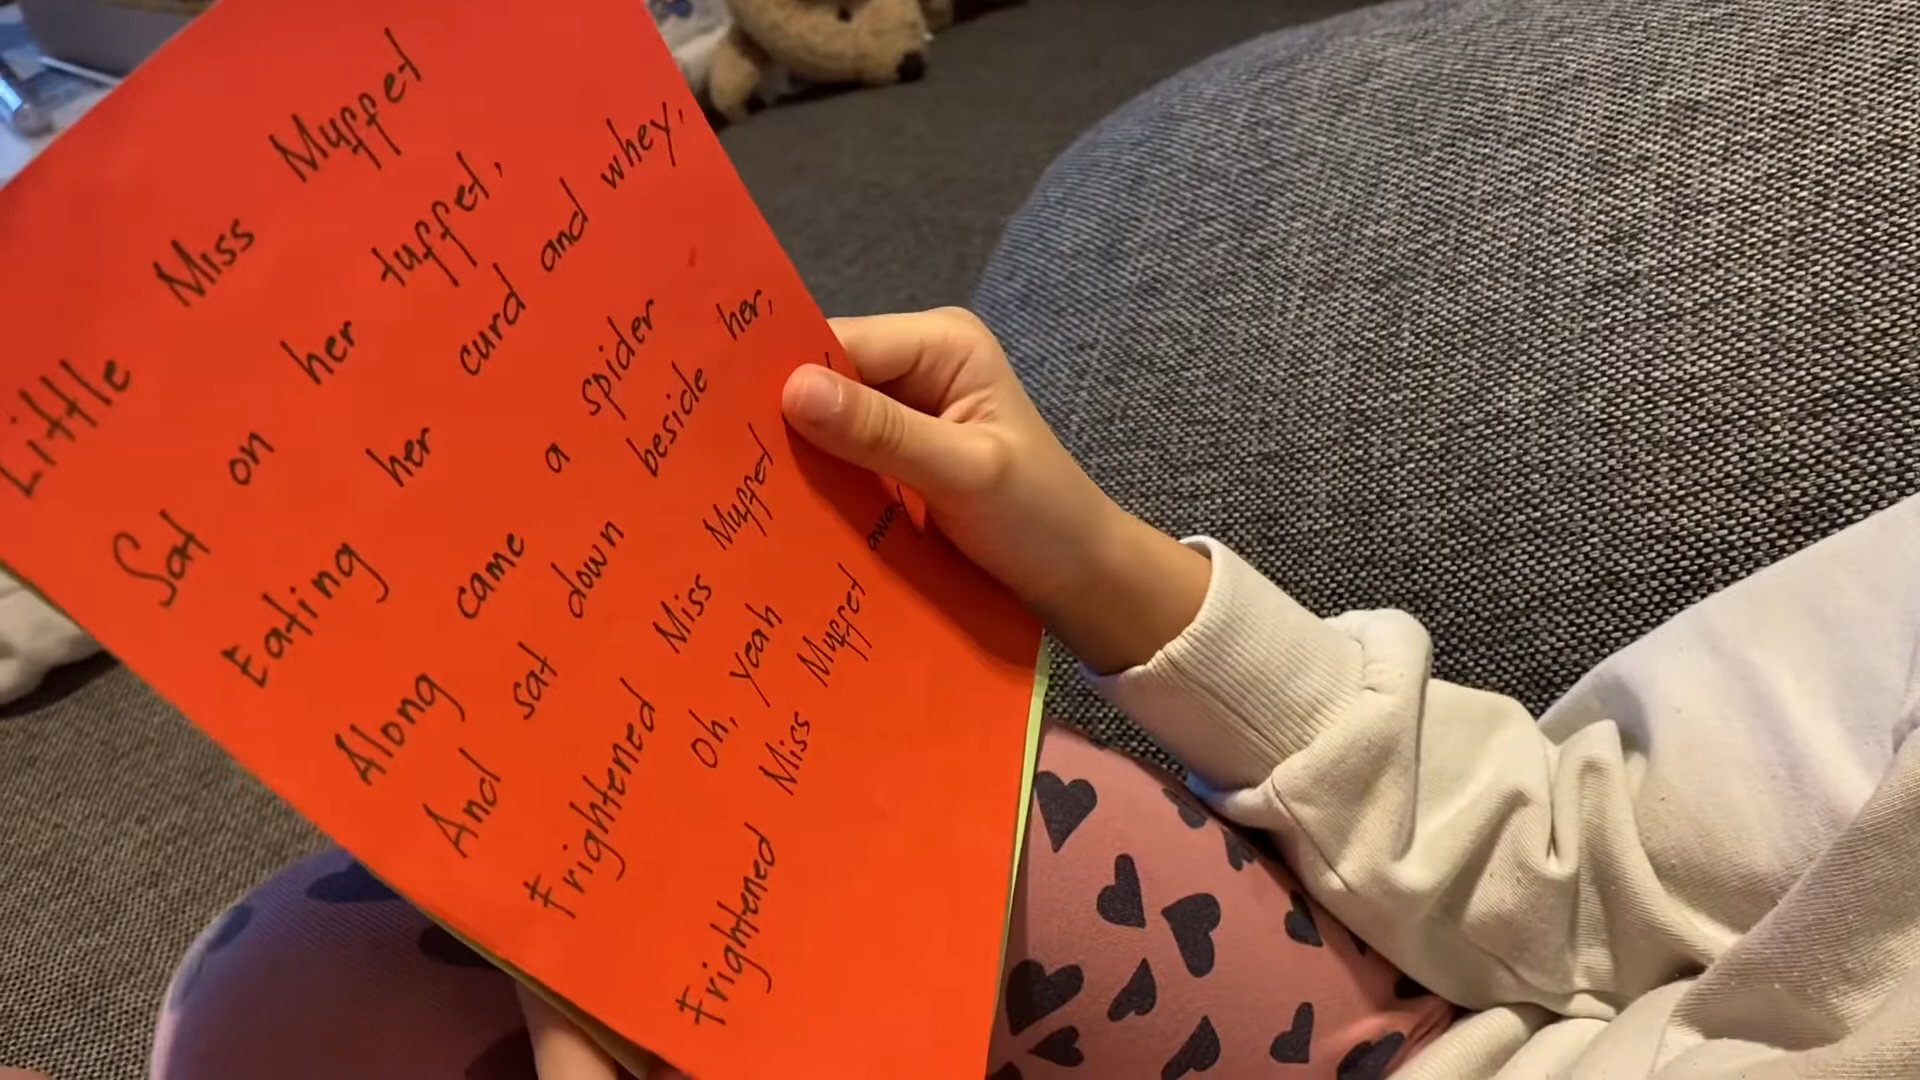 Little Miss Muffet
Sat on her tuffet,
Eating her curd and whey,
Along came a spider
And sat down beside her,
Frightened Miss Muffet
oh, yeah
Frightened Miss Muffet